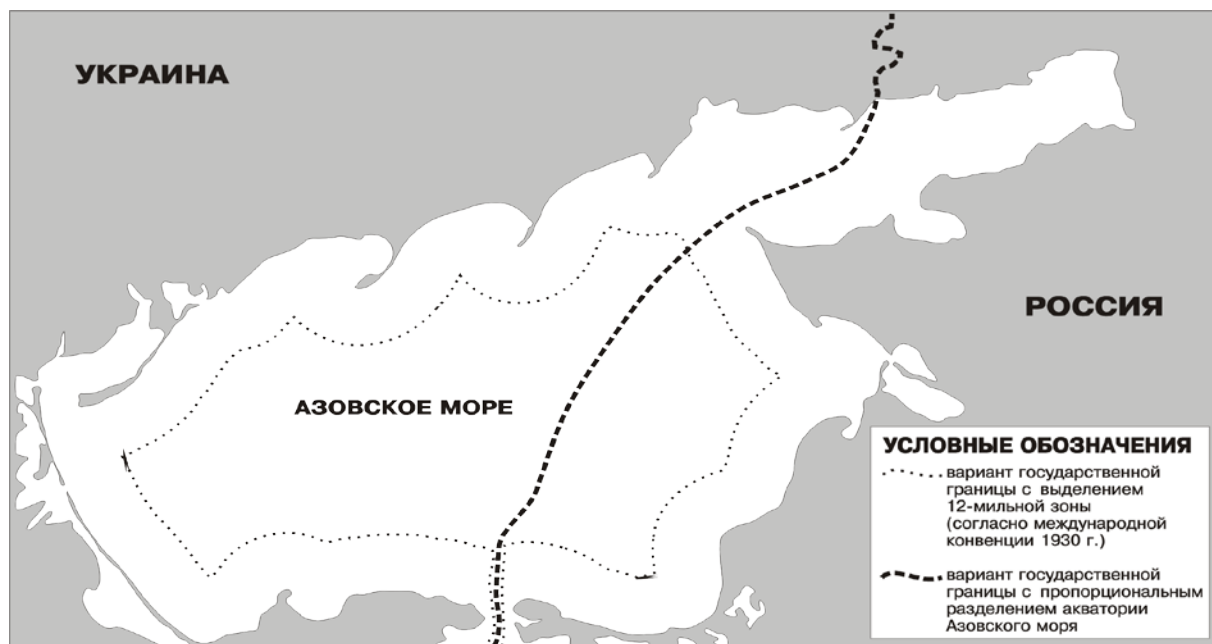 УКРАИНА
РОССИЯ
АЗОВСКОЕ МОРЕ
УСЛОВНЫЕ ОБОЗНАЧЕНИЯ
вариант государственной
границы с выделением
12-мильной зоны
(согласно международной
конвенции 1930 г.)
вариант государственной
границы с пропорциональным
разделением акватории
Азовского моря